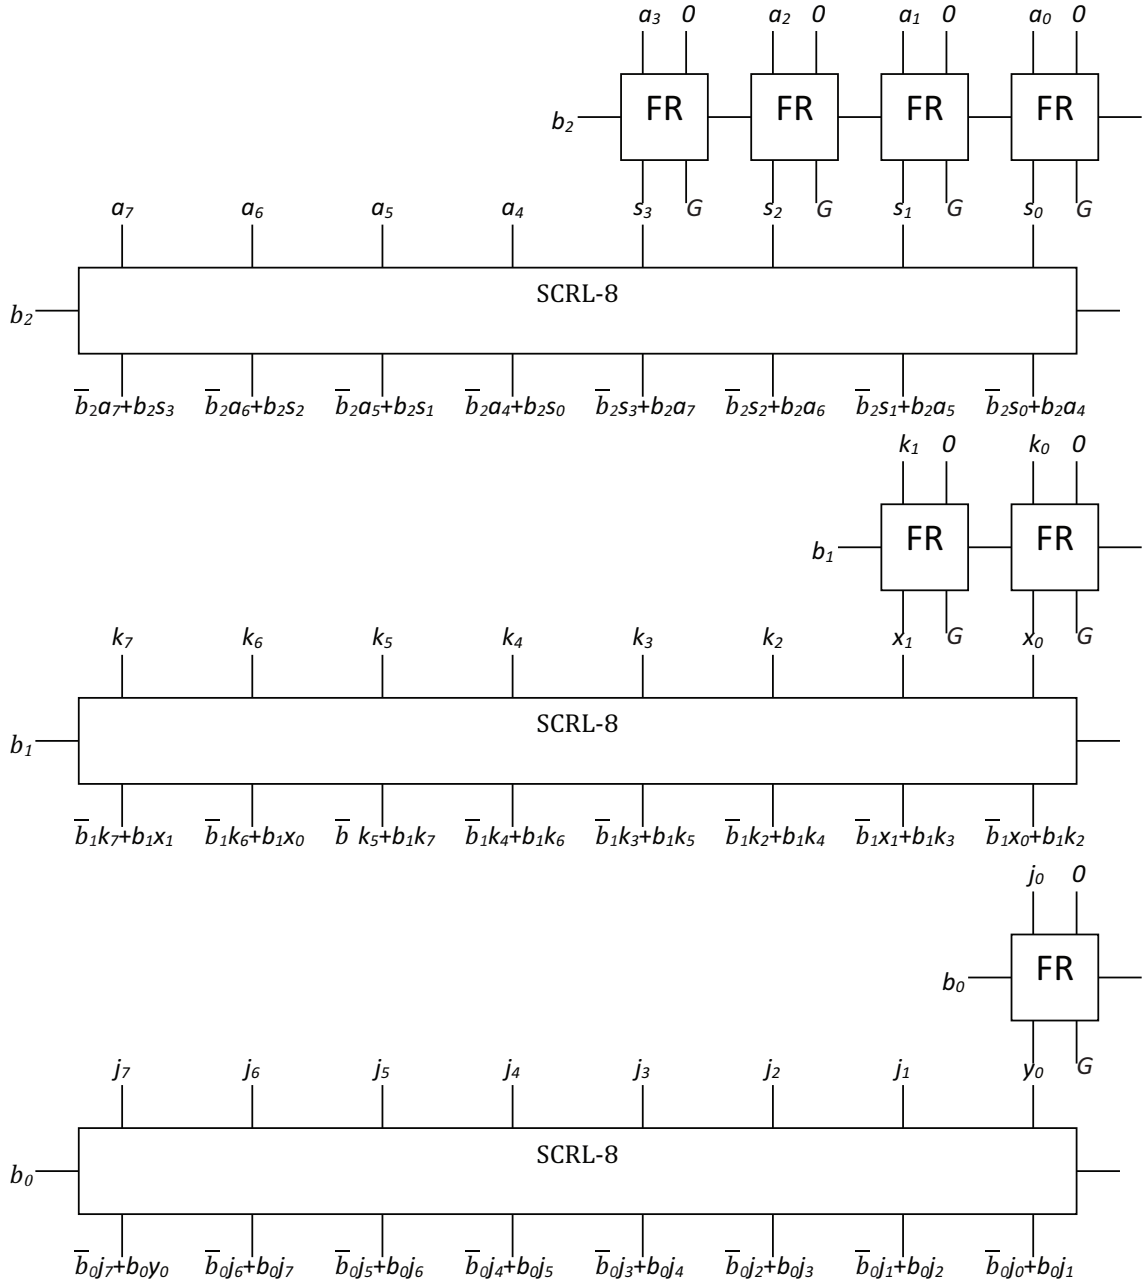 a₃ 0 a₂ 0 a₁ 0 a₀ 0
FR FR FR FR
b₂
a₇ a₆ a₅ a₄ s₃ G s₂ G s₁ G s₀ G
SCRL-8
b₂
b̅₂a₇+b₂s₃ b̅₂a₆+b₂s₂ b̅₂a₅+b₂s₁ b̅₂a₄+b₂s₀ b̅₂s₃+b₂a₇ b̅₂s₂+b₂a₆ b̅₂s₁+b₂a₅ b̅₂s₀+b₂a₄
k₁ 0 k₀ 0
FR FR
b₁
k₇ k₆ k₅ k₄ k₃ k₂ x₁ G x₀ G
SCRL-8
b₁
b̅₁k₇+b₁x₁ b̅₁k₆+b₁x₀ b̅ k₅+b₁k₇ b̅₁k₄+b₁k₆ b̅₁k₃+b₁k₅ b̅₁k₂+b₁k₄ b̅₁x₁+b₁k₃ b̅₁x₀+b₁k₂
j₀ 0
FR
b₀
j₇ j₆ j₅ j₄ j₃ j₂ j₁ y₀ G
SCRL-8
b₀
b̅₀j₇+b₀y₀ b̅₀j₆+b₀j₇ b̅₀j₅+b₀j₆ b̅₀j₄+b₀j₅ b̅₀j₃+b₀j₄ b̅₀j₂+b₀j₃ b̅₀j₁+b₀j₂ b̅₀j₀+b₀j₁